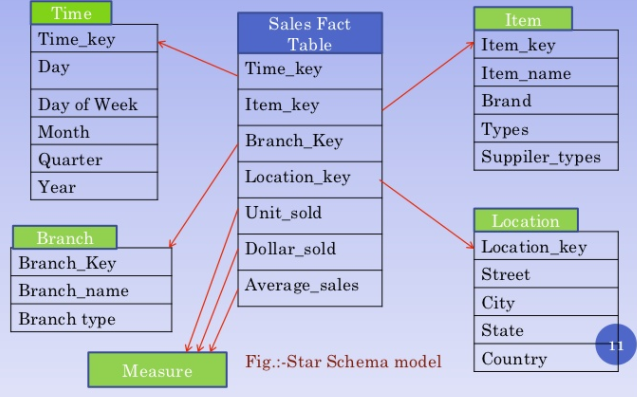 Time
Time_key
Day
Day of Week
Month
Quarter
Year
Sales Fact
Table
Time_key
Item_key
Branch_Key
Location_key
Unit_sold
Dollar_sold
Average_sales
Item
Item_key
Item_name
Brand
Types
Suppiler_types
Branch
Branch_Key
Branch_name
Branch type
Location
Location_key
Street
City
State
Country
11
Measure
Fig.:-Star Schema model